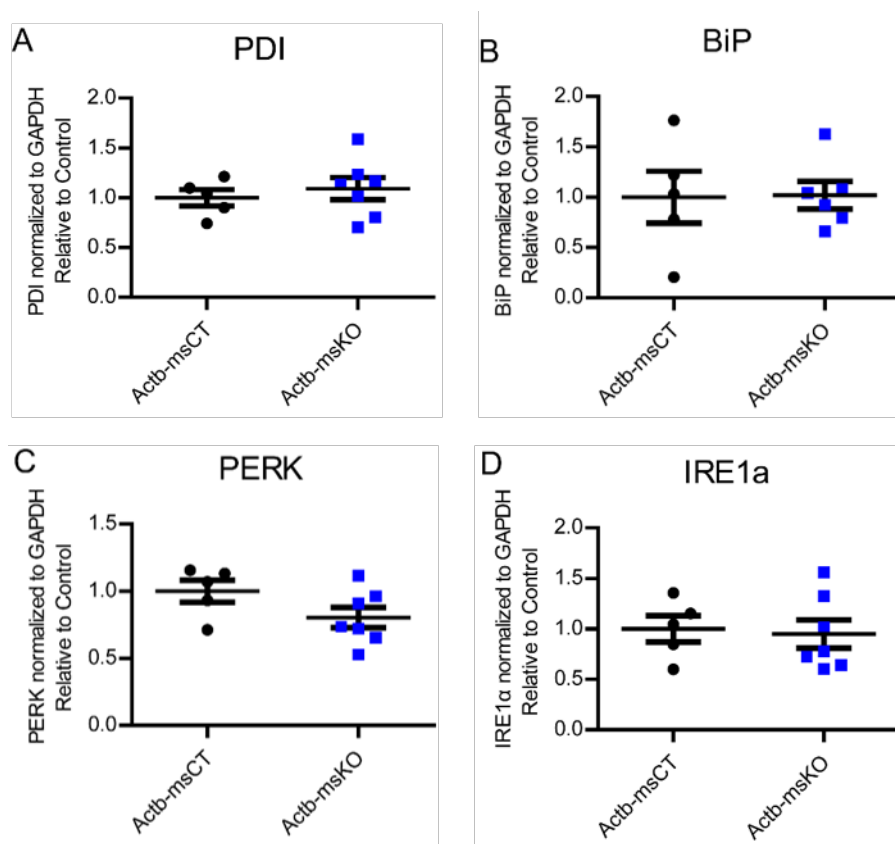 A
PDI
PDI normalized to GAPDH
Relative to Control
2.0
1.5
1.0
0.5
0.0
Actb-msCT
Actb-msKO
B
BiP
BiP normalized to GAPDH
Relative to Control
2.0
1.5
1.0
0.5
0.0
Actb-msCT
Actb-msKO
C
PERK
PERK normalized to GAPDH
Relative to Control
1.5
1.0
0.5
0.0
Actb-msCT
Actb-msKO
D
IRE1a
IRE1α normalized to GAPDH
Relative to Control
2.0
1.5
1.0
0.5
0.0
Actb-msCT
Actb-msKO